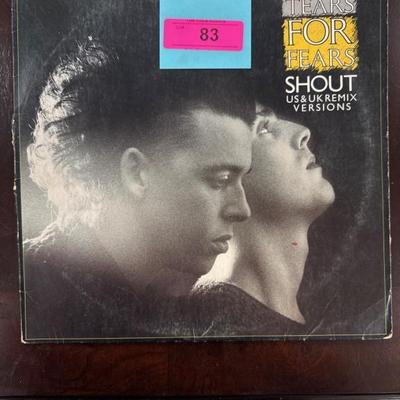 83
TEARS
FOR
FEARS
SHOUT
US & UK REMIX
VERSIONS